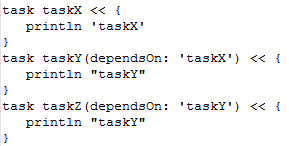 task taskX << {
   println 'taskX'
}
task taskY(dependsOn: 'taskX') << {
   println "taskY"
}
task taskZ(dependsOn: 'taskY') << {
   println "taskY"
}